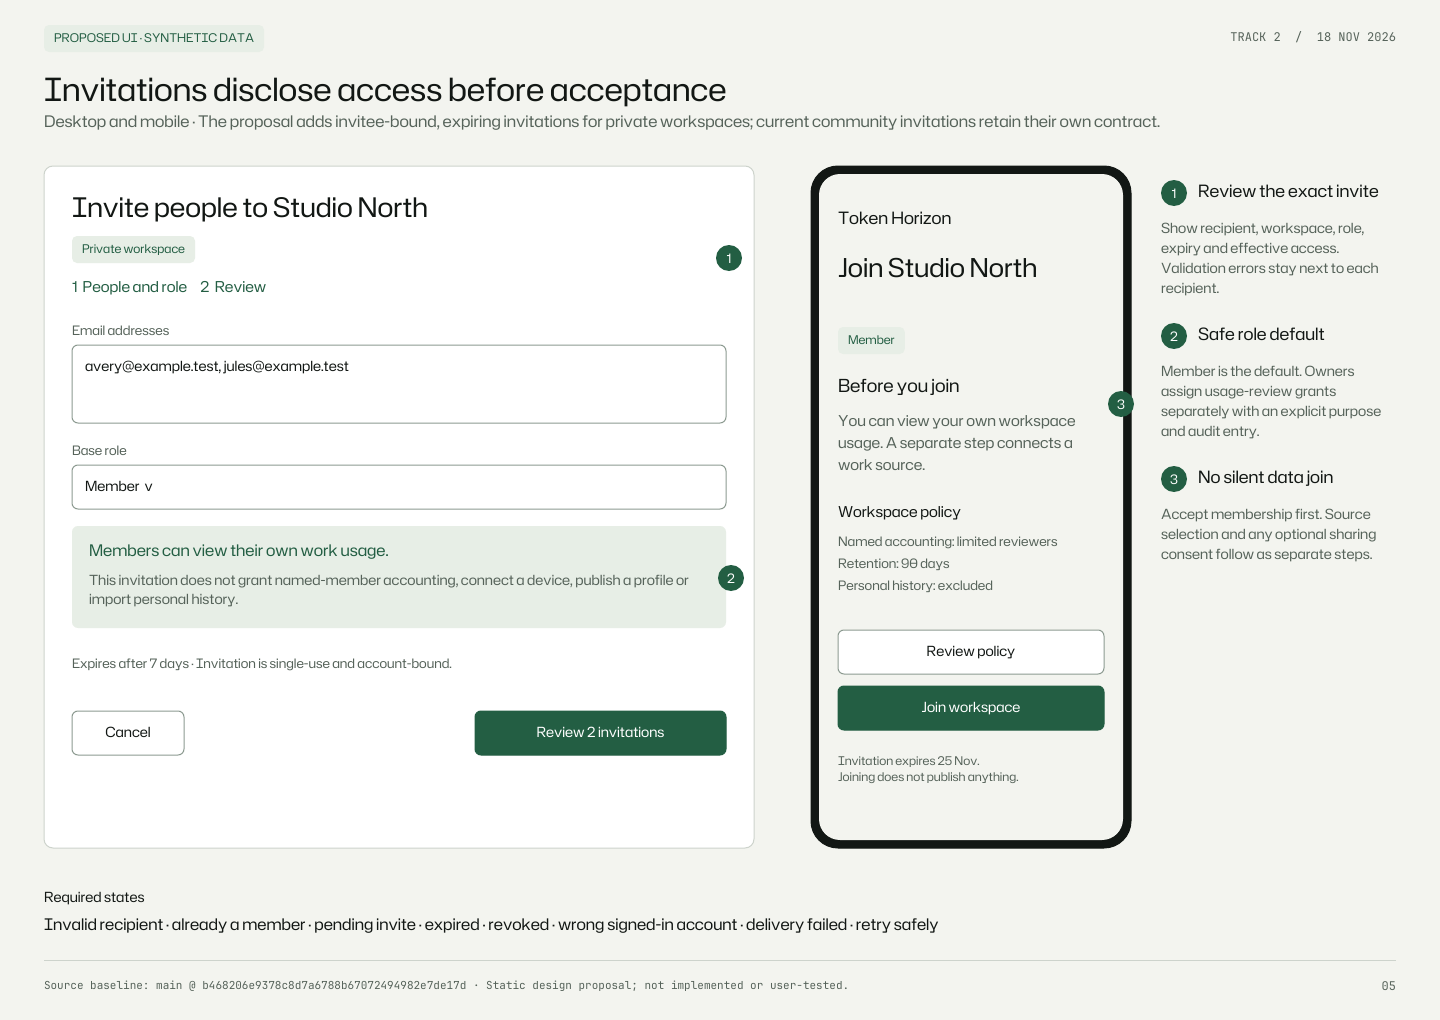 PROPOSED UI · SYNTHETIC DATA
TRACK 2 / 18 NOV 2026
Invitations disclose access before acceptance
Desktop and mobile · The proposal adds invitee-bound, expiring invitations for private workspaces; current community invitations retain their own contract.
Invite people to Studio North
Private workspace
1
1 People and role 2 Review
Email addresses
avery@example.test, jules@example.test
Base role
Member v
Members can view their own work usage.
This invitation does not grant named-member accounting, connect a device, publish a profile or
import personal history.
2
Expires after 7 days · Invitation is single-use and account-bound.
Cancel
Review 2 invitations
Token Horizon
Join Studio North
Member
Before you join
3
You can view your own workspace
usage. A separate step connects a
work source.
Workspace policy
Named accounting: limited reviewers
Retention: 90 days
Personal history: excluded
Review policy
Join workspace
Invitation expires 25 Nov.
Joining does not publish anything.
1 Review the exact invite
Show recipient, workspace, role,
expiry and effective access.
Validation errors stay next to each
recipient.
2 Safe role default
Member is the default. Owners
assign usage-review grants
separately with an explicit purpose
and audit entry.
3 No silent data join
Accept membership first. Source
selection and any optional sharing
consent follow as separate steps.
Required states
Invalid recipient · already a member · pending invite · expired · revoked · wrong signed-in account · delivery failed · retry safely
Source baseline: main @ b468206e9378c8d7a6788b67072494982e7de17d · Static design proposal; not implemented or user-tested.
05